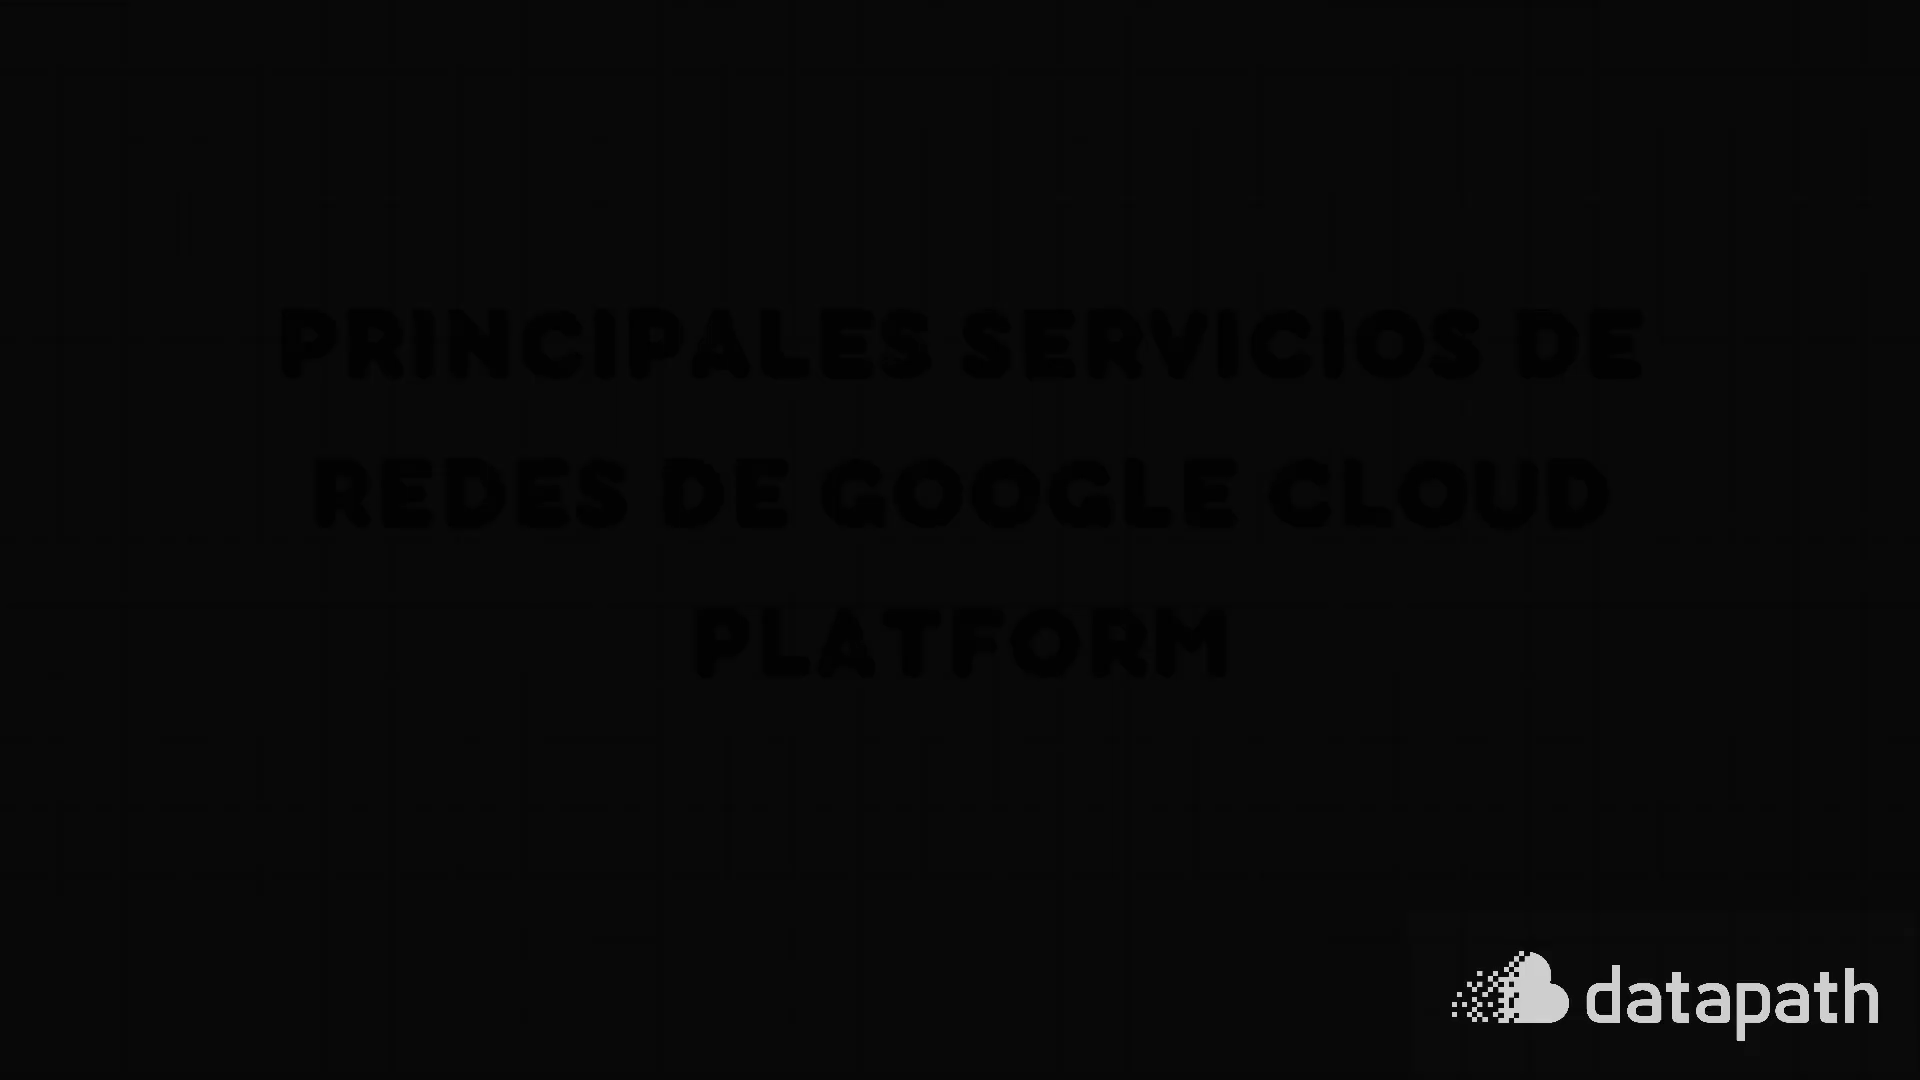 PRINCIPALES SERVICIOS DE
REDES DE GOOGLE CLOUD
PLATFORM
datapath